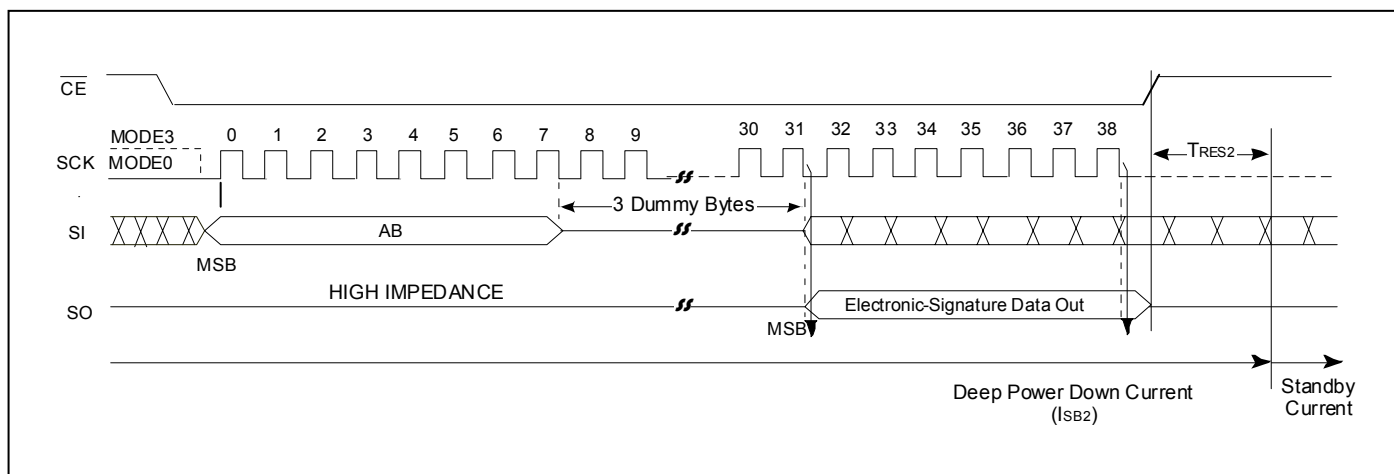 CE
MODE3
0 1 2 3 4 5 6 7 8 9 30 31 32 33 34 35 36 37 38
SCK
MODE0
TRES2
3 Dummy Bytes
SI
AB
MSB
HIGH IMPEDANCE
SO
Electronic-Signature Data Out
MSB
Deep Power Down Current
(ISB2)
Standby
Current